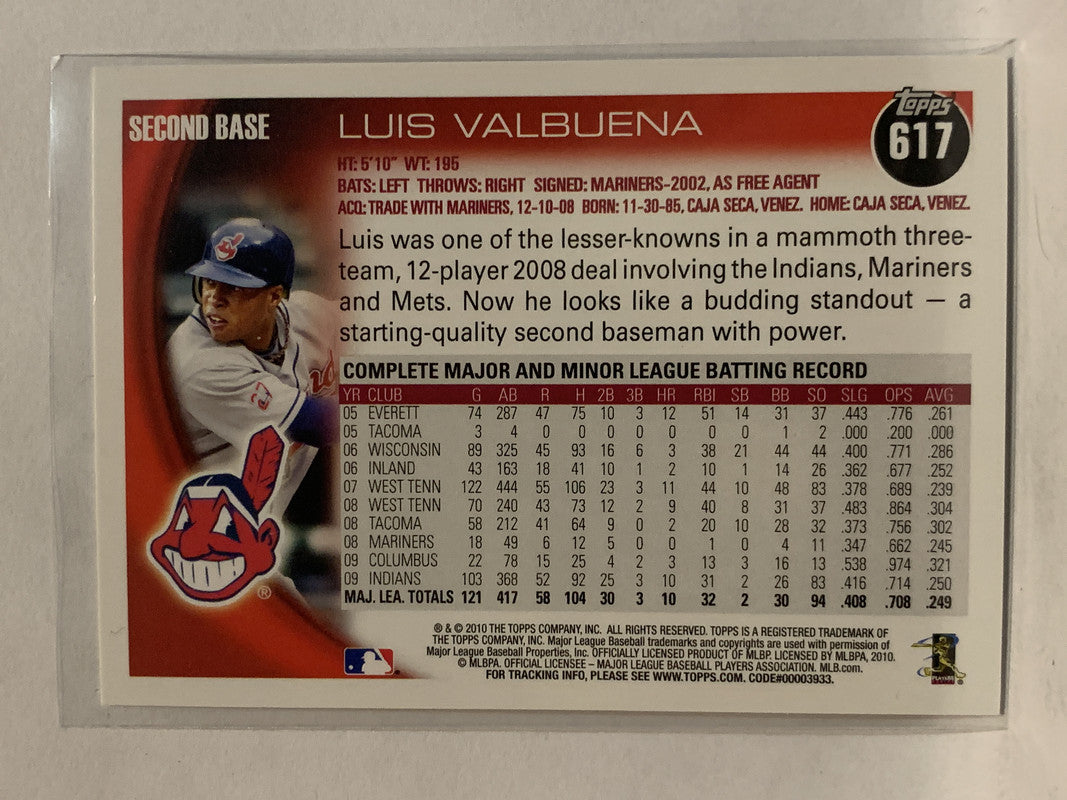 SECOND BASE
LUIS VALBUENA
Topps
617
HT: 5'10" WT: 195
BATS: LEFT THROWS: RIGHT SIGNED: MARINERS-2002, AS FREE AGENT
ACQ: TRADE WITH MARINERS, 12-10-08 BORN: 11-30-85, CAJA SECA, VENEZ. HOME: CAJA SECA, VENEZ.
Luis was one of the lesser-knowns in a mammoth three-
team, 12-player 2008 deal involving the Indians, Mariners
and Mets. Now he looks like a budding standout — a
starting-quality second baseman with power.
COMPLETE MAJOR AND MINOR LEAGUE BATTING RECORD
YR CLUB G AB R H 2B 3B HR RBI SB BB SO SLG OPS AVG
05 EVERETT 74 287 47 75 10 3 12 51 14 31 37 .443 .776 .261
05 TACOMA 3 4 0 0 0 0 0 0 0 1 2 .000 .200 .000
06 WISCONSIN 89 325 45 93 16 6 3 38 21 44 44 .400 .771 .286
06 INLAND 43 163 18 41 10 1 2 10 1 14 26 .362 .677 .252
07 WEST TENN 122 444 55 106 23 3 11 44 10 48 83 .378 .689 .239
08 WEST TENN 70 240 43 73 12 2 9 40 8 31 37 .483 .864 .304
08 TACOMA 58 212 41 64 9 0 2 20 10 28 32 .373 .756 .302
08 MARINERS 18 49 6 12 5 0 0 1 0 4 11 .347 .662 .245
09 COLUMBUS 22 78 15 25 4 2 3 13 3 16 13 .538 .974 .321
09 INDIANS 103 368 52 92 25 3 10 31 2 26 83 .416 .714 .250
MAJ. LEA. TOTALS 121 417 58 104 30 3 10 32 2 30 94 .408 .708 .249
® & © 2010 THE TOPPS COMPANY, INC. ALL RIGHTS RESERVED. TOPPS IS A REGISTERED TRADEMARK OF
THE TOPPS COMPANY, INC. Major League Baseball trademarks and copyrights are used with permission of
Major League Baseball Properties, Inc. OFFICIALLY LICENSED PRODUCT OF MLBP. LICENSED BY MLBPA, 2010.
© MLBPA. OFFICIAL LICENSEE – MAJOR LEAGUE BASEBALL PLAYERS ASSOCIATION. MLB.com.
FOR TRACKING INFO, PLEASE SEE WWW.TOPPS.COM. CODE#00003933.